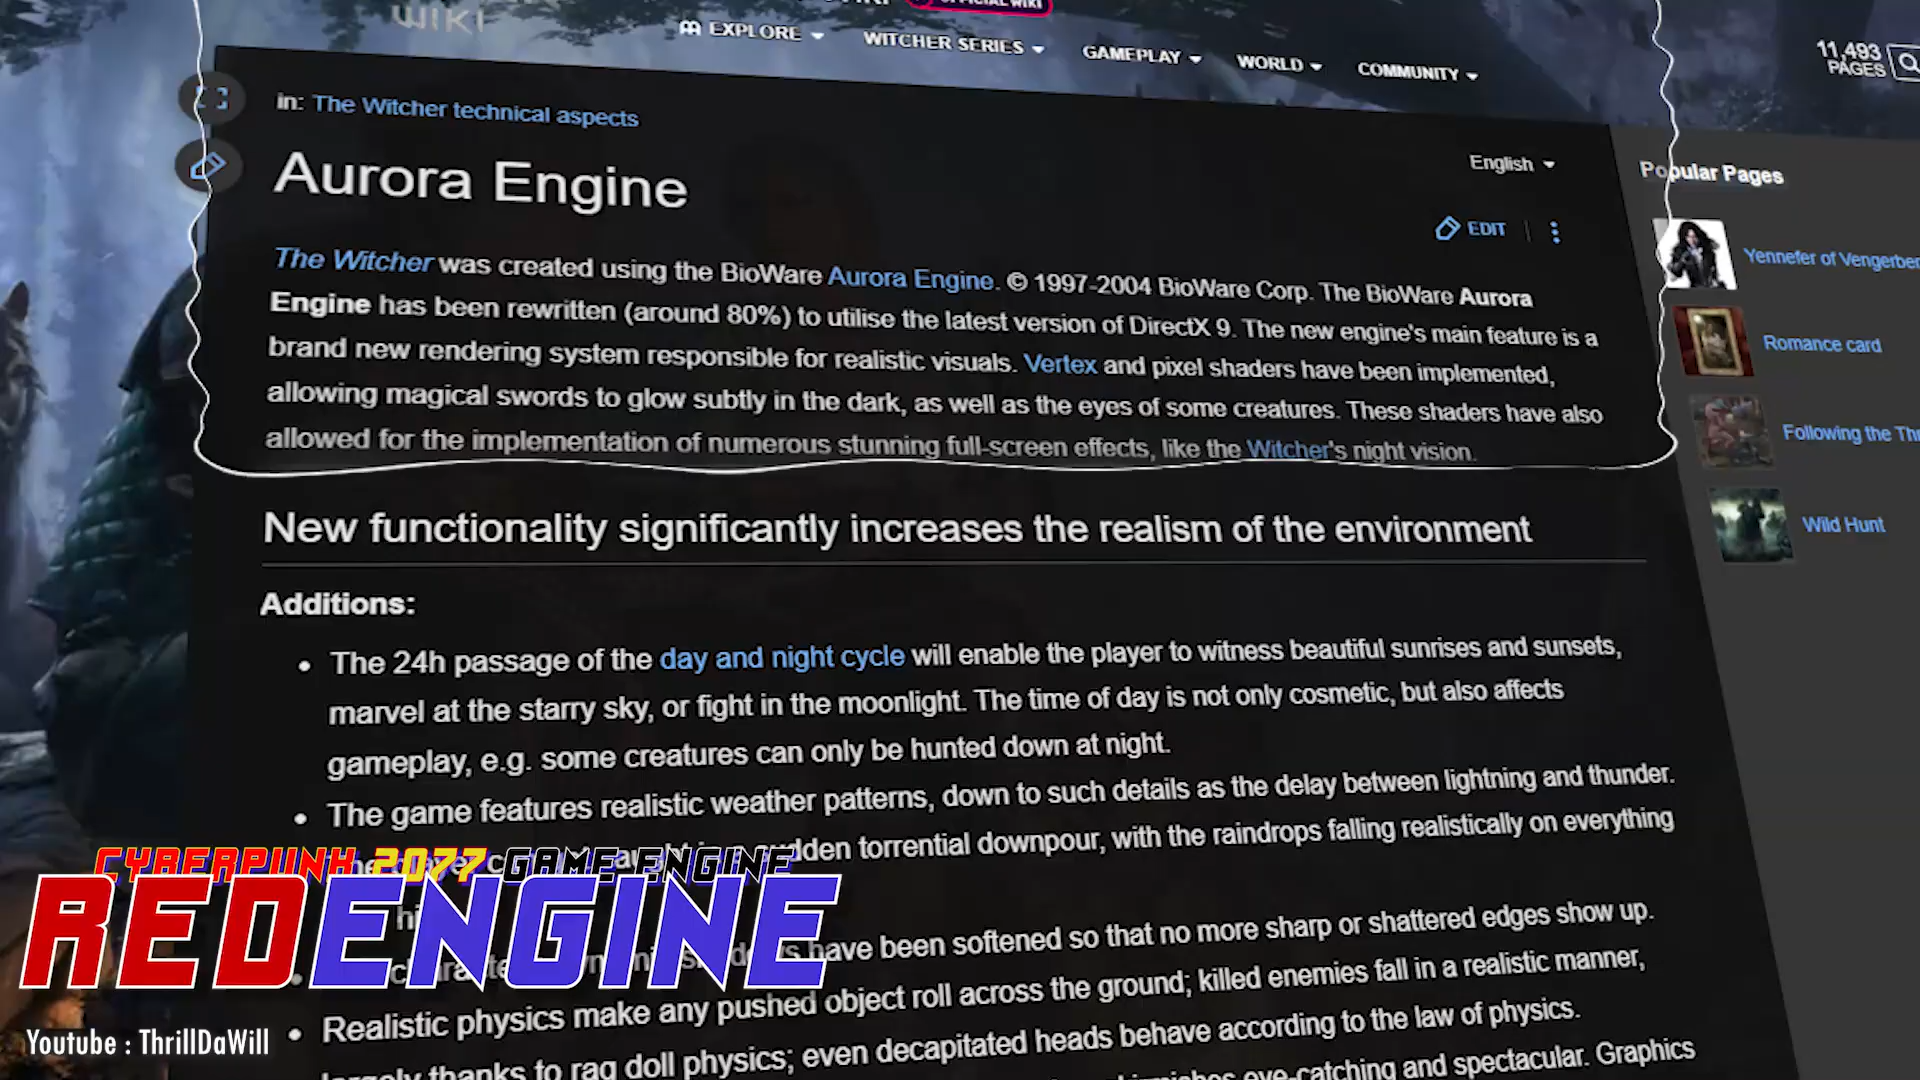 WIKI
OFFICIAL WIKI
EXPLORE
WITCHER SERIES
GAMEPLAY
WORLD
COMMUNITY
11,493
PAGES
in: The Witcher technical aspects
English
Aurora Engine
EDIT
The Witcher was created using the BioWare Aurora Engine. © 1997-2004 BioWare Corp. The BioWare Aurora
Engine has been rewritten (around 80%) to utilise the latest version of DirectX 9. The new engine's main feature is a
brand new rendering system responsible for realistic visuals. Vertex and pixel shaders have been implemented,
allowing magical swords to glow subtly in the dark, as well as the eyes of some creatures. These shaders have also
allowed for the implementation of numerous stunning full-screen effects, like the Witcher's night vision.
Popular Pages
Yennefer of Vengerber
Romance card
Following the Thr
Wild Hunt
New functionality significantly increases the realism of the environment
Additions:
• The 24h passage of the day and night cycle will enable the player to witness beautiful sunrises and sunsets,
marvel at the starry sky, or fight in the moonlight. The time of day is not only cosmetic, but also affects
gameplay, e.g. some creatures can only be hunted down at night.
• The game features realistic weather patterns, down to such details as the delay between lightning and thunder.
torrential downpour, with the raindrops falling realistically on everything
have been softened so that no more sharp or shattered edges show up.
• Realistic physics make any pushed object roll across the ground; killed enemies fall in a realistic manner,
largely thanks to rag doll physics; even decapitated heads behave according to the law of physics.
eye-catching and spectacular. Graphics
CYBERPUNK 2077 GAME ENGINE
REDENGINE
Youtube : ThrillDaWill